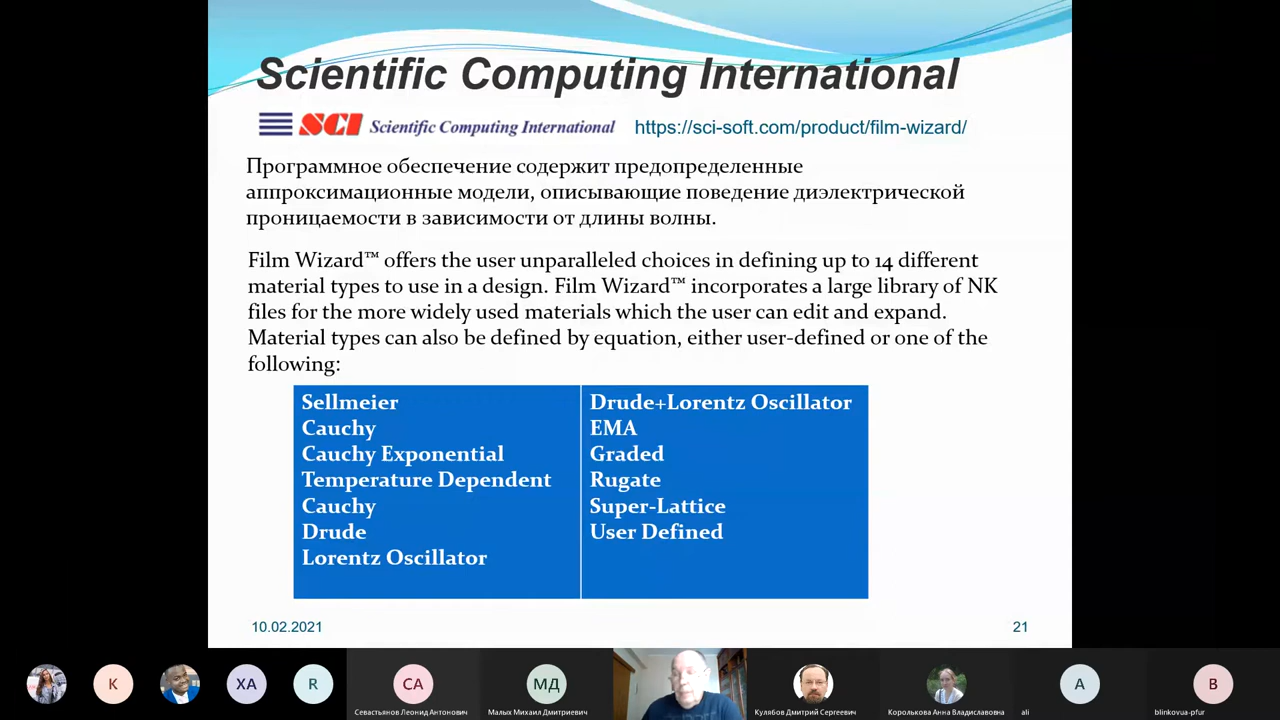 Scientific Computing International
SCI Scientific Computing International https://sci-soft.com/product/film-wizard/
Программное обеспечение содержит предопределенные
аппроксимационные модели, описывающие поведение диэлектрической
проницаемости в зависимости от длины волны.
Film Wizard™ offers the user unparalleled choices in defining up to 14 different
material types to use in a design. Film Wizard™ incorporates a large library of NK
files for the more widely used materials which the user can edit and expand.
Material types can also be defined by equation, either user-defined or one of the
following:
Sellmeier
Cauchy
Cauchy Exponential
Temperature Dependent
Cauchy
Drude
Lorentz Oscillator
Drude+Lorentz Oscillator
EMA
Graded
Rugate
Super-Lattice
User Defined
10.02.2021
21
K
XA
R
CA
МД
A
B
Севастьянов Леонид Антонович
Малых Михаил Дмитриевич
Кулябов Дмитрий Сергеевич
Королькова Анна Владиславовна
ali
blinkovua-pfur